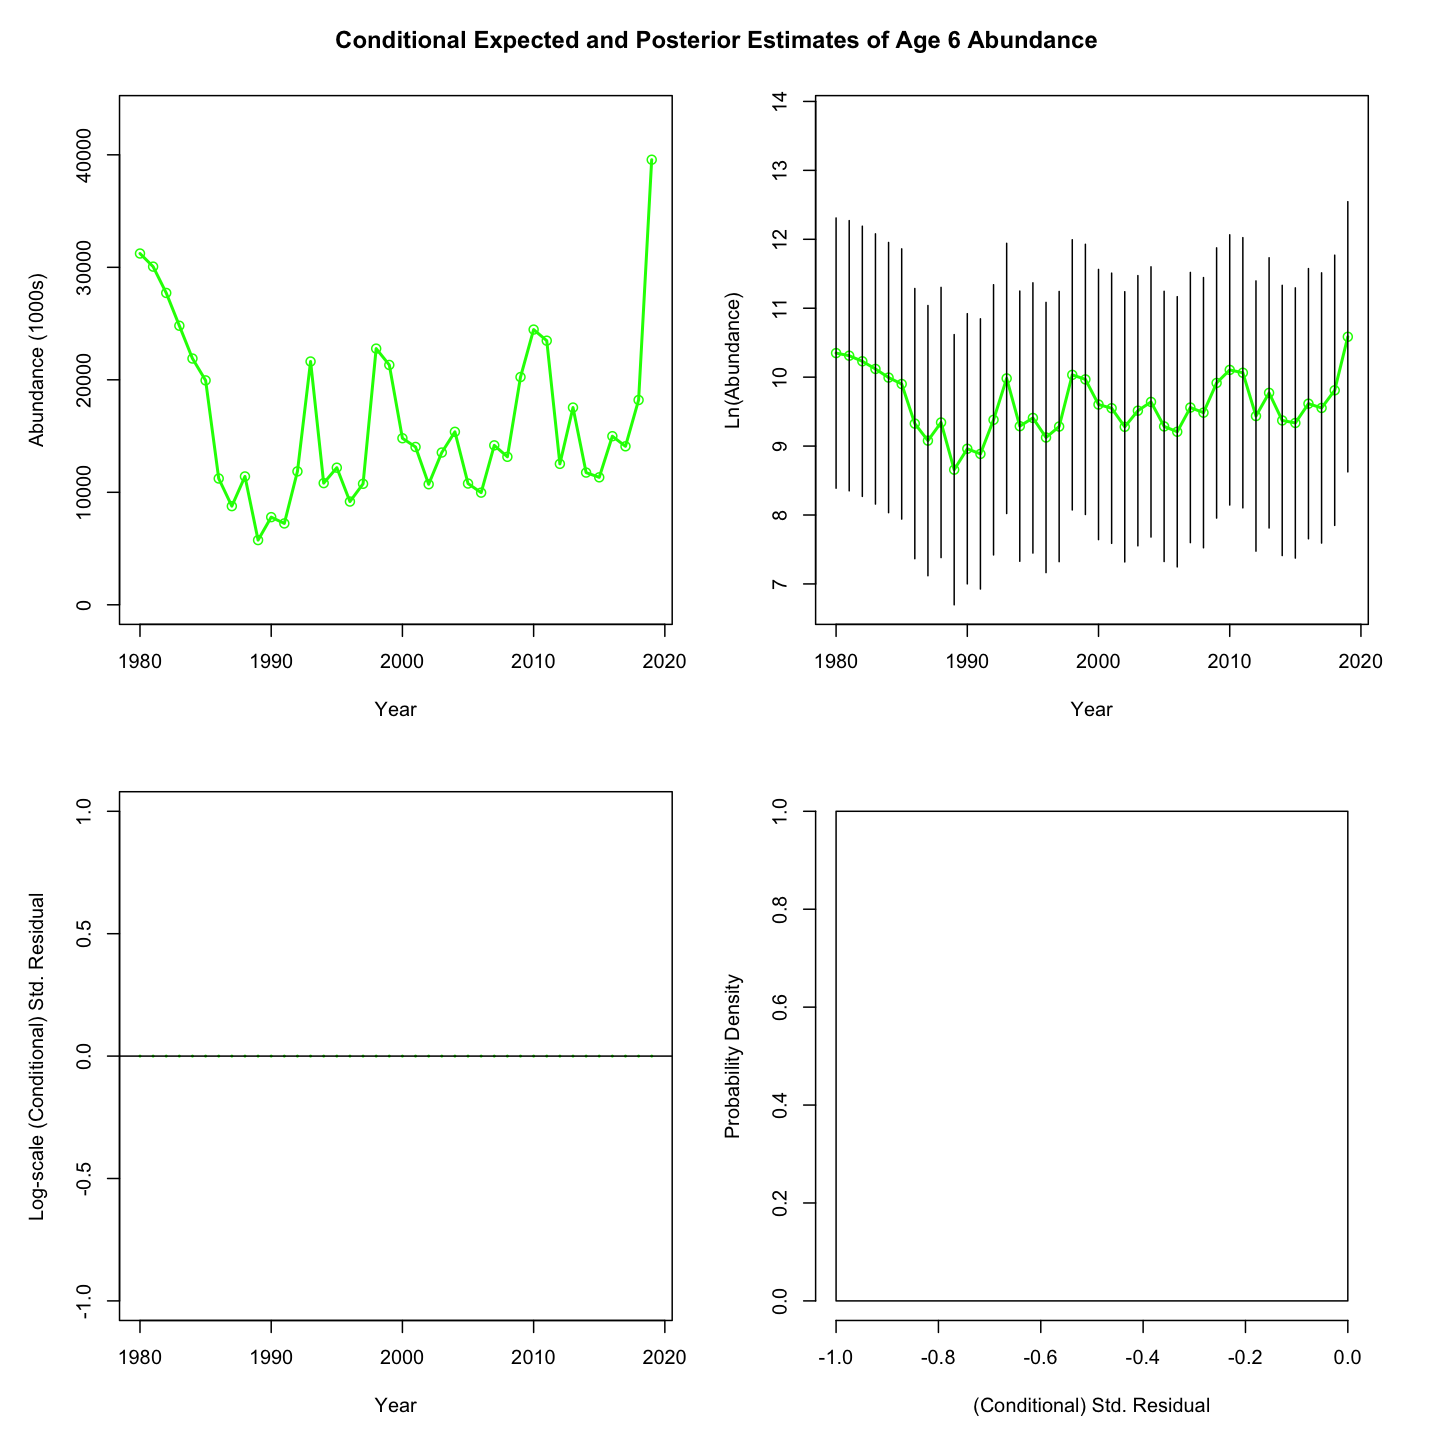 Conditional Expected and Posterior Estimates of Age 6 Abundance
Abundance (1000s)
40000
30000
20000
10000
0
1980 1990 2000 2010 2020
Year
Ln(Abundance)
14
13
12
11
10
9
8
7
1980 1990 2000 2010 2020
Year
Log-scale (Conditional) Std. Residual
1.0
0.5
0.0
-0.5
-1.0
1980 1990 2000 2010 2020
Year
Probability Density
1.0
0.8
0.6
0.4
0.2
0.0
-1.0 -0.8 -0.6 -0.4 -0.2 0.0
(Conditional) Std. Residual